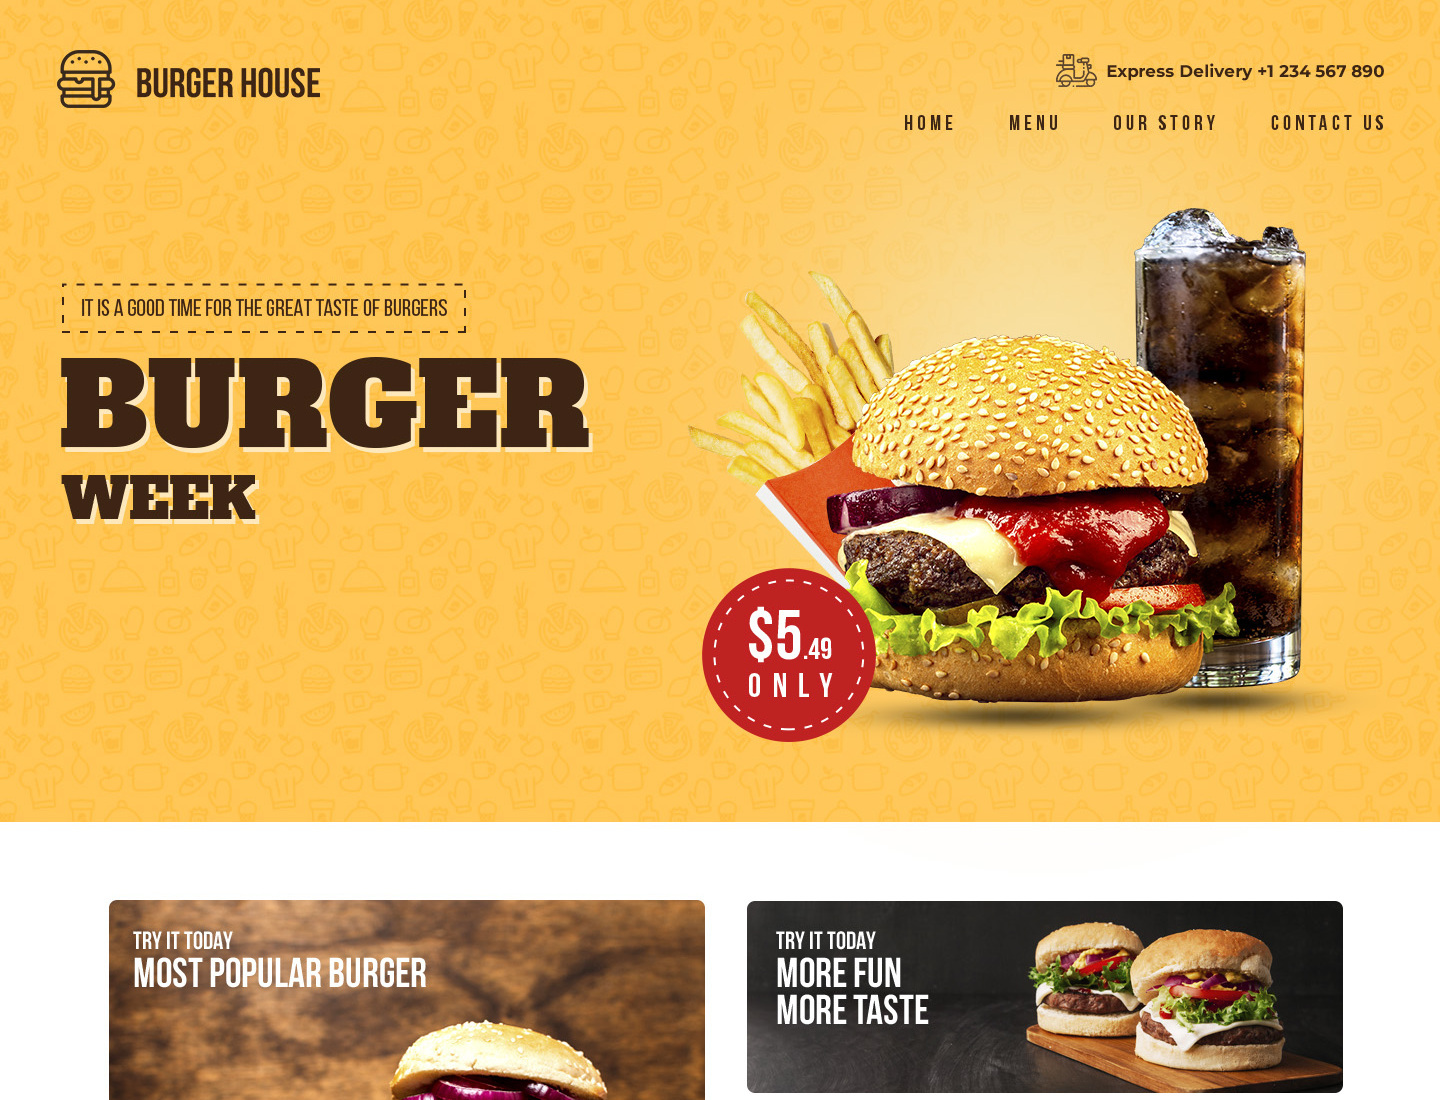 BURGER HOUSE
Express Delivery +1 234 567 890
HOME MENU OUR STORY CONTACT US
IT IS A GOOD TIME FOR THE GREAT TASTE OF BURGERS
BURGER
WEEK
$5.49
ONLY
TRY IT TODAY
MOST POPULAR BURGER
TRY IT TODAY
MORE FUN
MORE TASTE